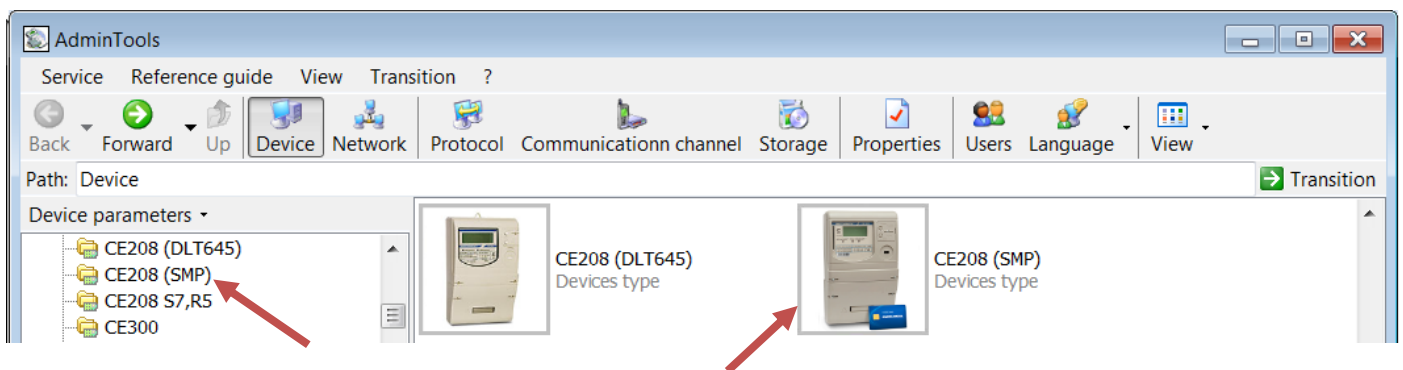 AdminTools
Service Reference guide View Transition ?
Back Forward Up Device Network Protocol Communicationn channel Storage Properties Users Language View
Path: Device Transition
Device parameters
CE208 (DLT645)
CE208 (SMP)
CE208 S7,R5
CE300
CE208 (DLT645)
Devices type
CE208 (SMP)
Devices type